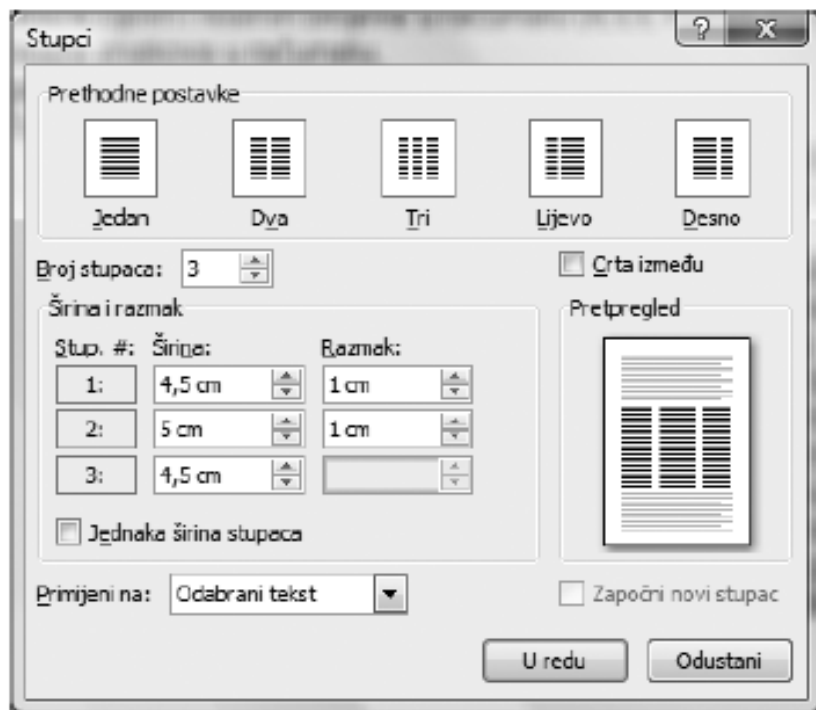 Stupci
Prethodne postavke
Jedan Dva Tri Lijevo Desno
Broj stupaca: 3
Crta između
Širina i razmak
Stup. #: Širina: Razmak:
1: 4,5 cm 1 cm
2: 5 cm 1 cm
3: 4,5 cm
Jednaka širina stupaca
Pretpregled
Primijeni na: Odabrani tekst
Započni novi stupac
U redu Odustani